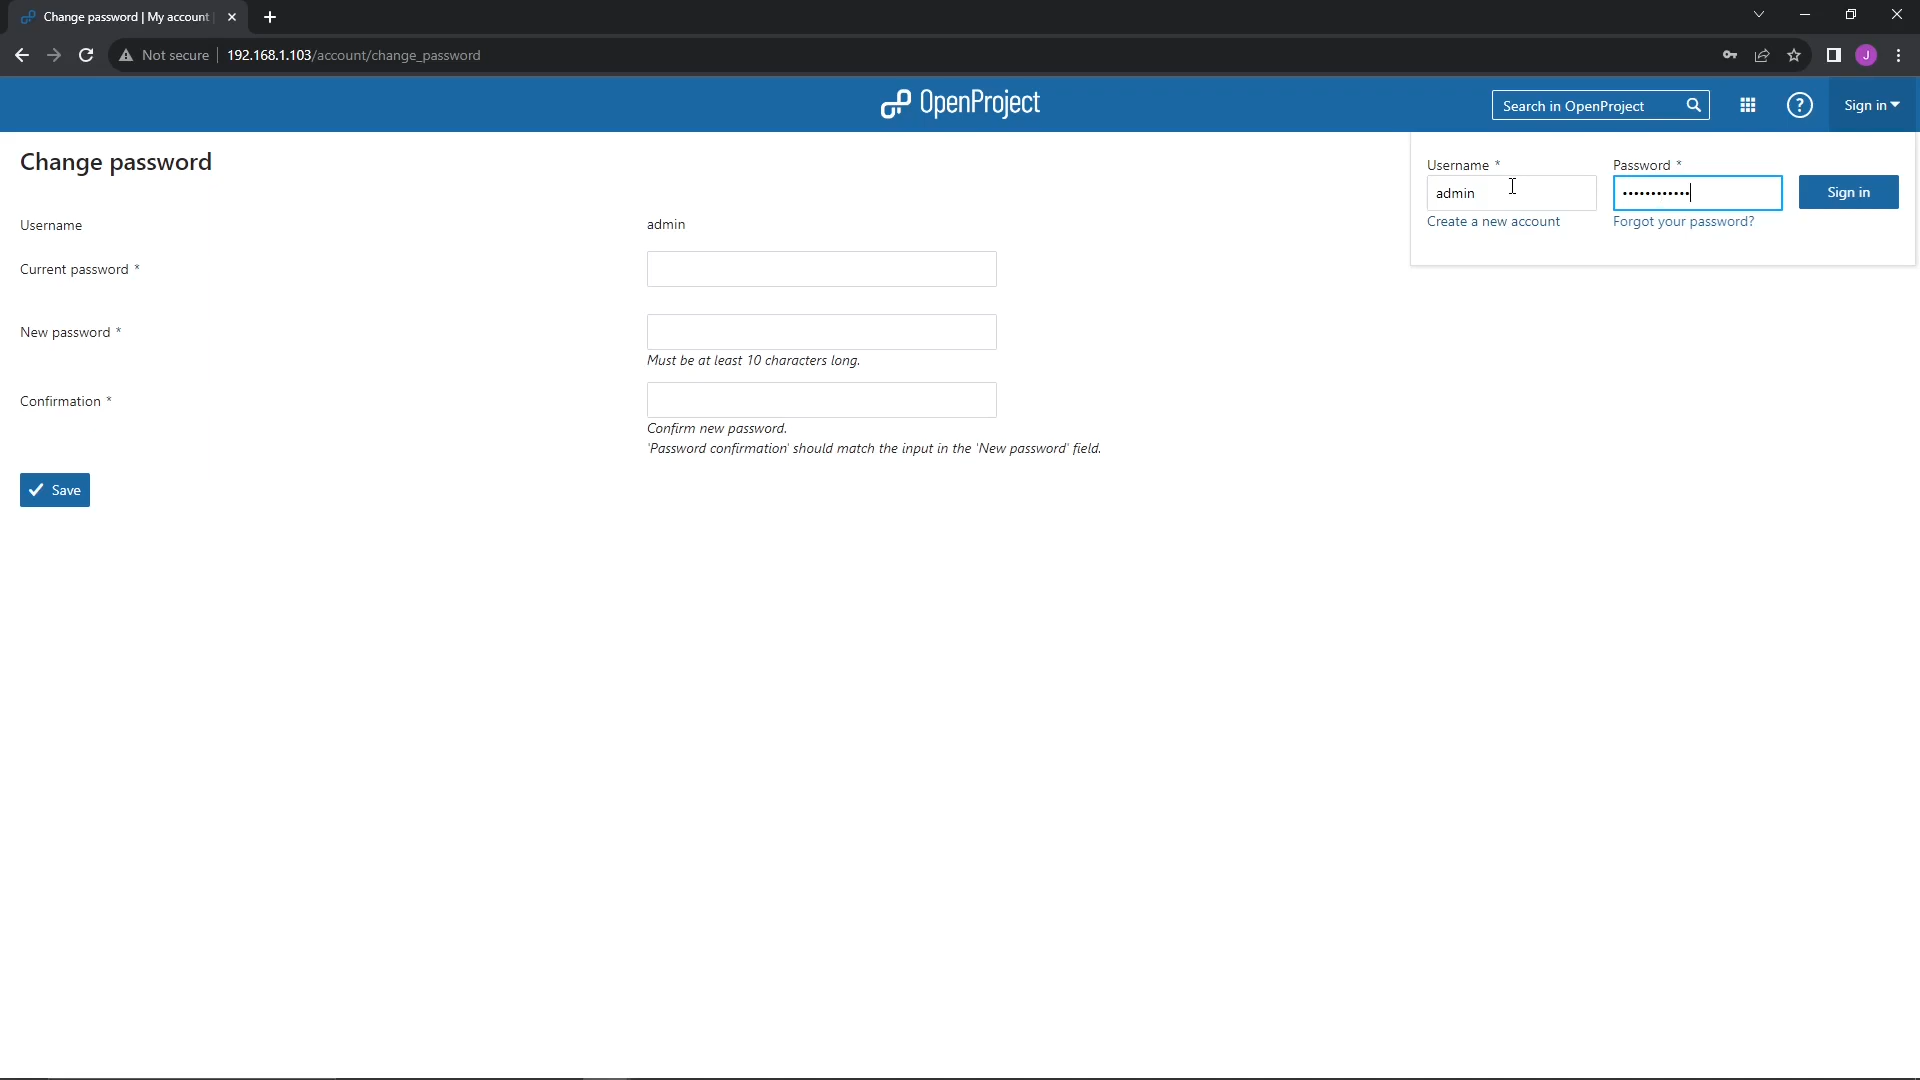 Change password | My account
Not secure 192.168.1.103/account/change_password
J
OpenProject
Search in OpenProject
?
Sign in
Change password
Username * Password *
admin ••••••••••••
Sign in
Create a new account Forgot your password?
Username admin
Current password *
New password *
Must be at least 10 characters long.
Confirmation *
Confirm new password.
'Password confirmation' should match the input in the 'New password' field.
Save